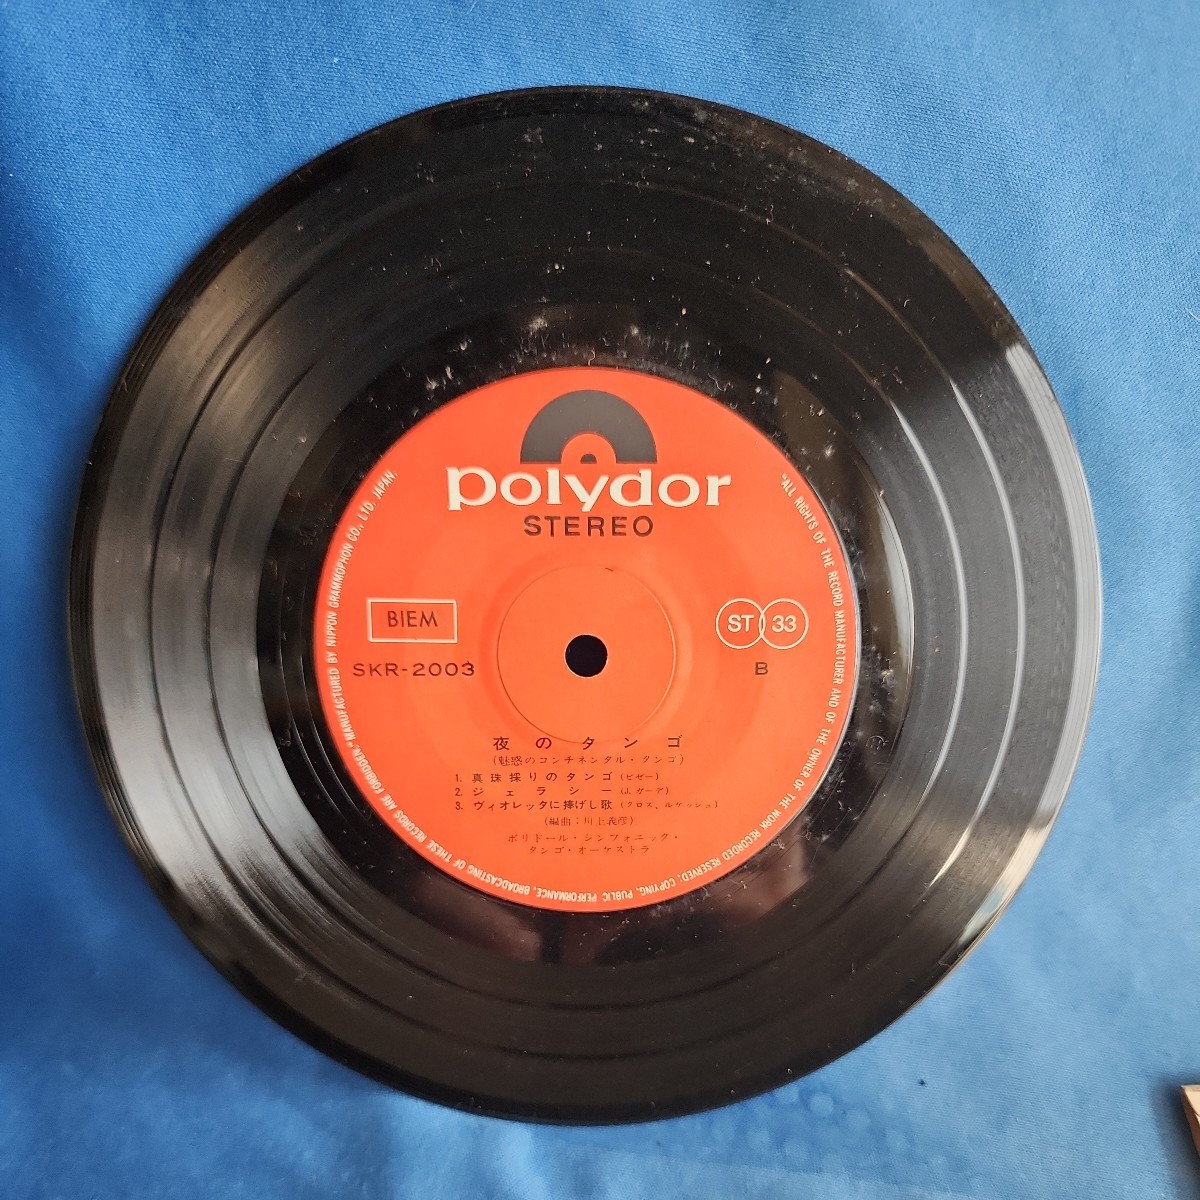 polydor
STEREO
BIEM
SKR-2003
ST 33
B
夜のタンゴ
(魅惑のコンチネンタル・タンゴ)
1. 真珠採りのタンゴ (ビゼー)
2. ジェラシー (J. ガーデ)
3. ヴィオレッタに捧げし歌 (クロス、ルケッシュ)
(編曲：川上義彦)
ポリドール・シンフォニック・
タンゴ・オーケストラ
"ALL RIGHTS OF THE RECORD MANUFACTURER AND OF THE OWNER OF THE WORK RECORDED RESERVED. COPYING, PUBLIC PERFORMANCE, BROADCASTING OF THESE RECORDS ARE FORBIDDEN." MANUFACTURED BY NIPPON GRAMMOPHON CO., LTD. JAPAN.